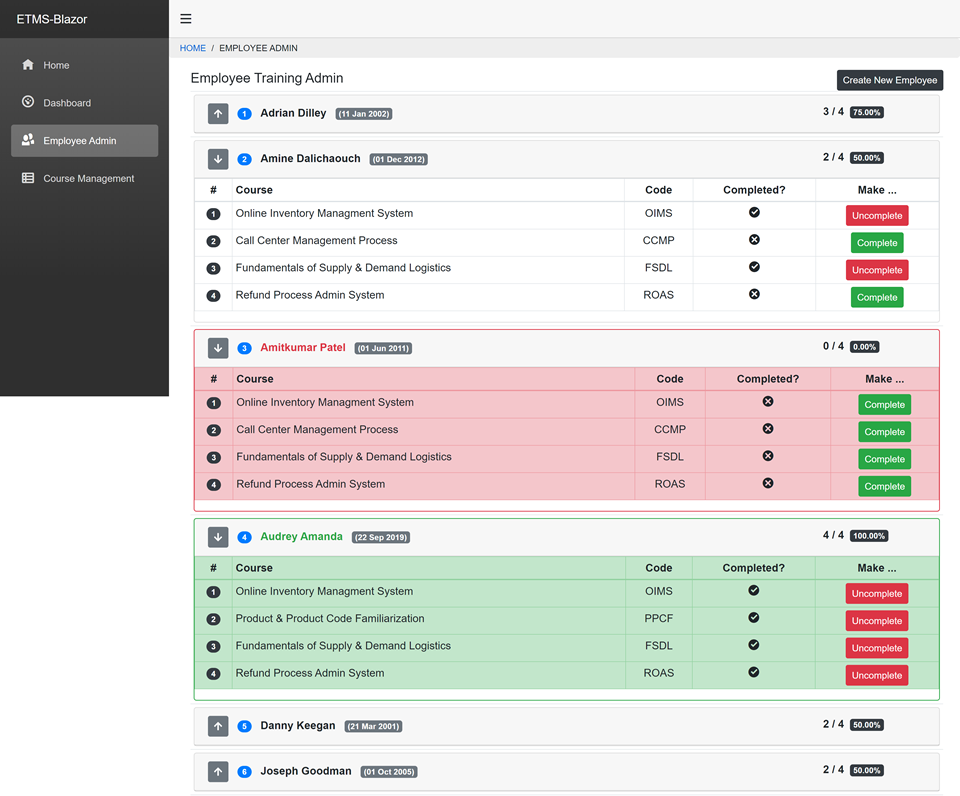 ETMS-Blazor
Home
Dashboard
Employee Admin
Course Management
HOME / EMPLOYEE ADMIN
Employee Training Admin
Create New Employee
1 Adrian Dilley (11 Jan 2002) 3 / 4 75.00%
2 Amine Dalichaouch (01 Dec 2012) 2 / 4 50.00%
# Course Code Completed? Make ...
1 Online Inventory Managment System OIMS Uncomplete
2 Call Center Management Process CCMP Complete
3 Fundamentals of Supply & Demand Logistics FSDL Uncomplete
4 Refund Process Admin System ROAS Complete
3 Amitkumar Patel (01 Jun 2011) 0 / 4 0.00%
# Course Code Completed? Make ...
1 Online Inventory Managment System OIMS Complete
2 Call Center Management Process CCMP Complete
3 Fundamentals of Supply & Demand Logistics FSDL Complete
4 Refund Process Admin System ROAS Complete
4 Audrey Amanda (22 Sep 2019) 4 / 4 100.00%
# Course Code Completed? Make ...
1 Online Inventory Managment System OIMS Uncomplete
2 Product & Product Code Familiarization PPCF Uncomplete
3 Fundamentals of Supply & Demand Logistics FSDL Uncomplete
4 Refund Process Admin System ROAS Uncomplete
5 Danny Keegan (21 Mar 2001) 2 / 4 50.00%
6 Joseph Goodman (01 Oct 2005) 2 / 4 50.00%